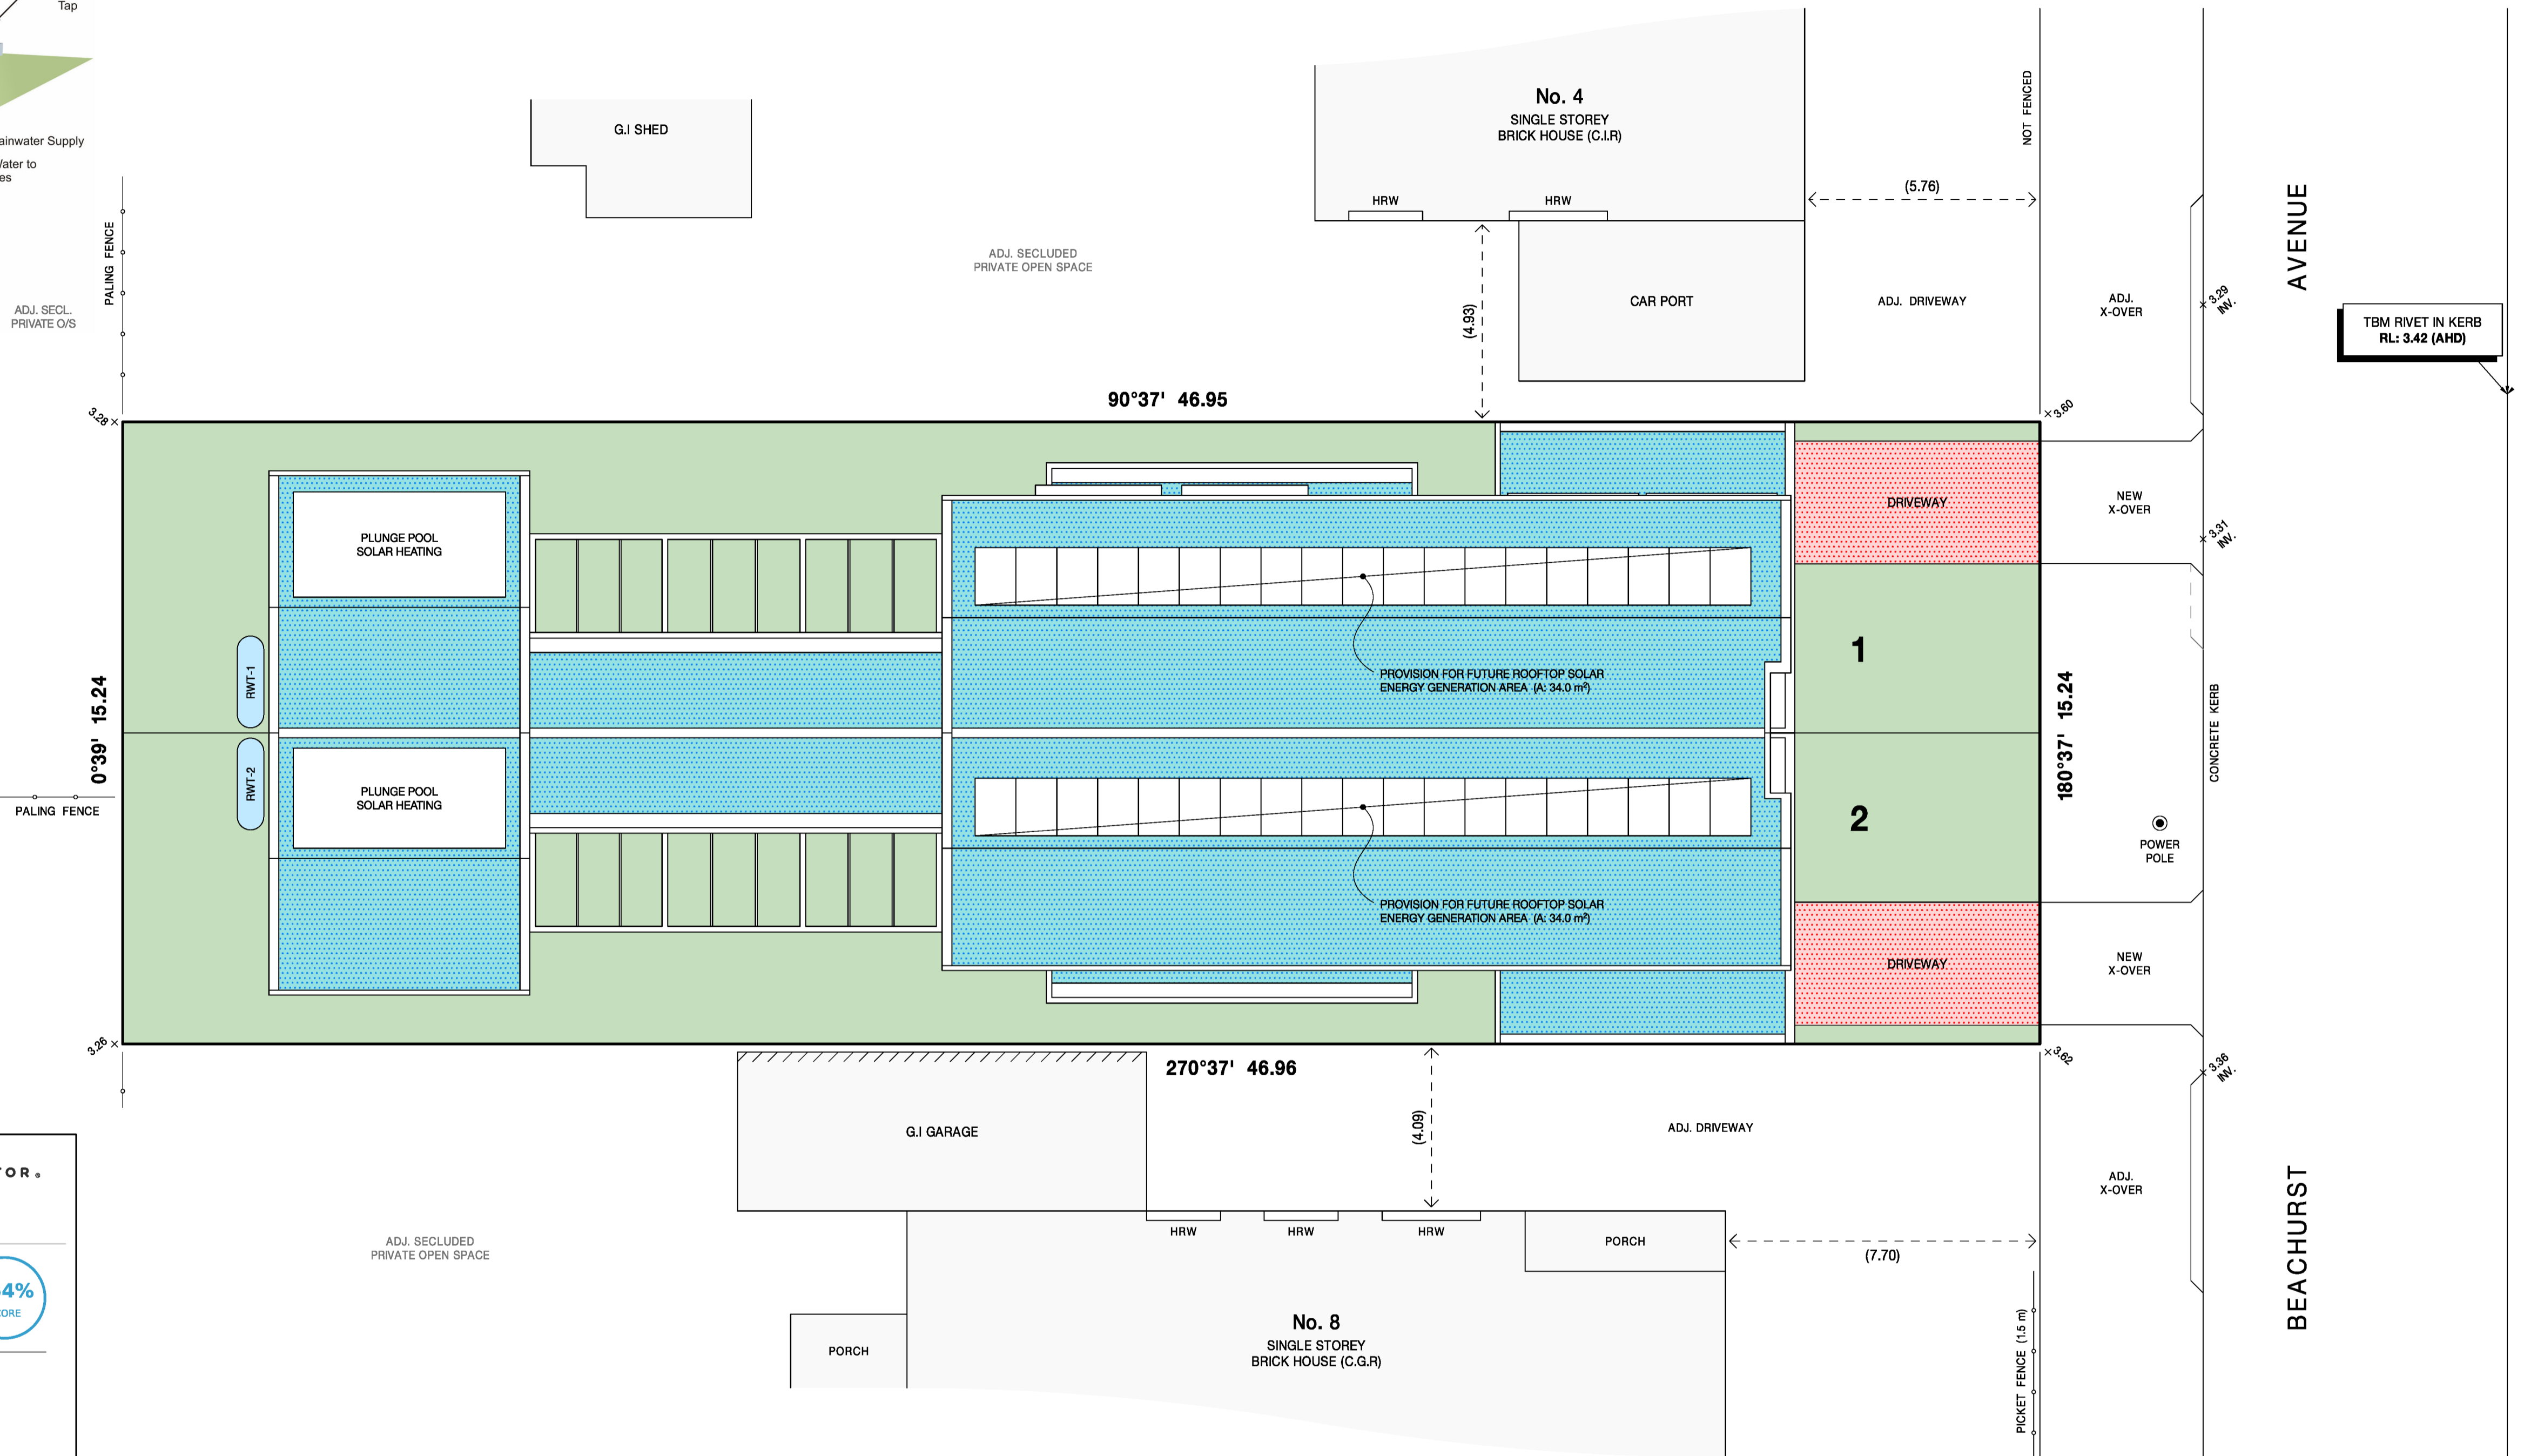 Tap
ainwater Supply
ater to
es
ADJ. SECL.
PRIVATE O/S
PALING FENCE
G.I SHED
ADJ. SECLUDED
PRIVATE OPEN SPACE
No. 4
SINGLE STOREY
BRICK HOUSE (C.I.R)
HRW
HRW
CAR PORT
(4.93)
(5.76)
NOT FENCED
ADJ. DRIVEWAY
ADJ.
X-OVER
3.29
INV.
AVENUE
TBM RIVET IN KERB
RL: 3.42 (AHD)
90°37' 46.95
3.28
3.60
PLUNGE POOL
SOLAR HEATING
DRIVEWAY
NEW
X-OVER
3.31
INV.
RWT-1
PROVISION FOR FUTURE ROOFTOP SOLAR
ENERGY GENERATION AREA (A: 34.0 m²)
1
0°39' 15.24
180°37' 15.24
CONCRETE KERB
RWT-2
PLUNGE POOL
SOLAR HEATING
PALING FENCE
2
POWER
POLE
PROVISION FOR FUTURE ROOFTOP SOLAR
ENERGY GENERATION AREA (A: 34.0 m²)
DRIVEWAY
NEW
X-OVER
3.26
3.62
3.36
INV.
270°37' 46.96
G.I GARAGE
(4.09)
ADJ. DRIVEWAY
ADJ.
X-OVER
TOR®
4%
ORE
ADJ. SECLUDED
PRIVATE OPEN SPACE
HRW
HRW
HRW
PORCH
(7.70)
No. 8
SINGLE STOREY
BRICK HOUSE (C.G.R)
PORCH
PICKET FENCE (1.5 m)
BEACHURST